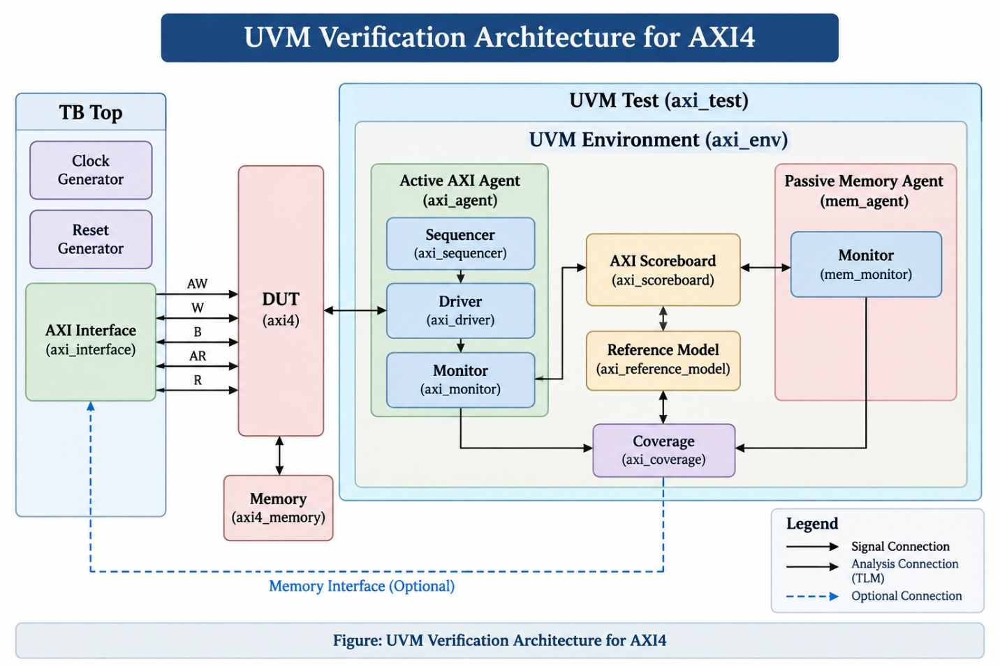 UVM Verification Architecture for AXI4
TB Top
Clock
Generator
Reset
Generator
AXI Interface
(axi_interface)
AW
W
B
AR
R
DUT
(axi4)
Memory
(axi4_memory)
UVM Test (axi_test)
UVM Environment (axi_env)
Active AXI Agent
(axi_agent)
Sequencer
(axi_sequencer)
Driver
(axi_driver)
Monitor
(axi_monitor)
AXI Scoreboard
(axi_scoreboard)
Reference Model
(axi_reference_model)
Coverage
(axi_coverage)
Passive Memory Agent
(mem_agent)
Monitor
(mem_monitor)
Memory Interface (Optional)
Legend
Signal Connection
Analysis Connection
(TLM)
Optional Connection
Figure: UVM Verification Architecture for AXI4